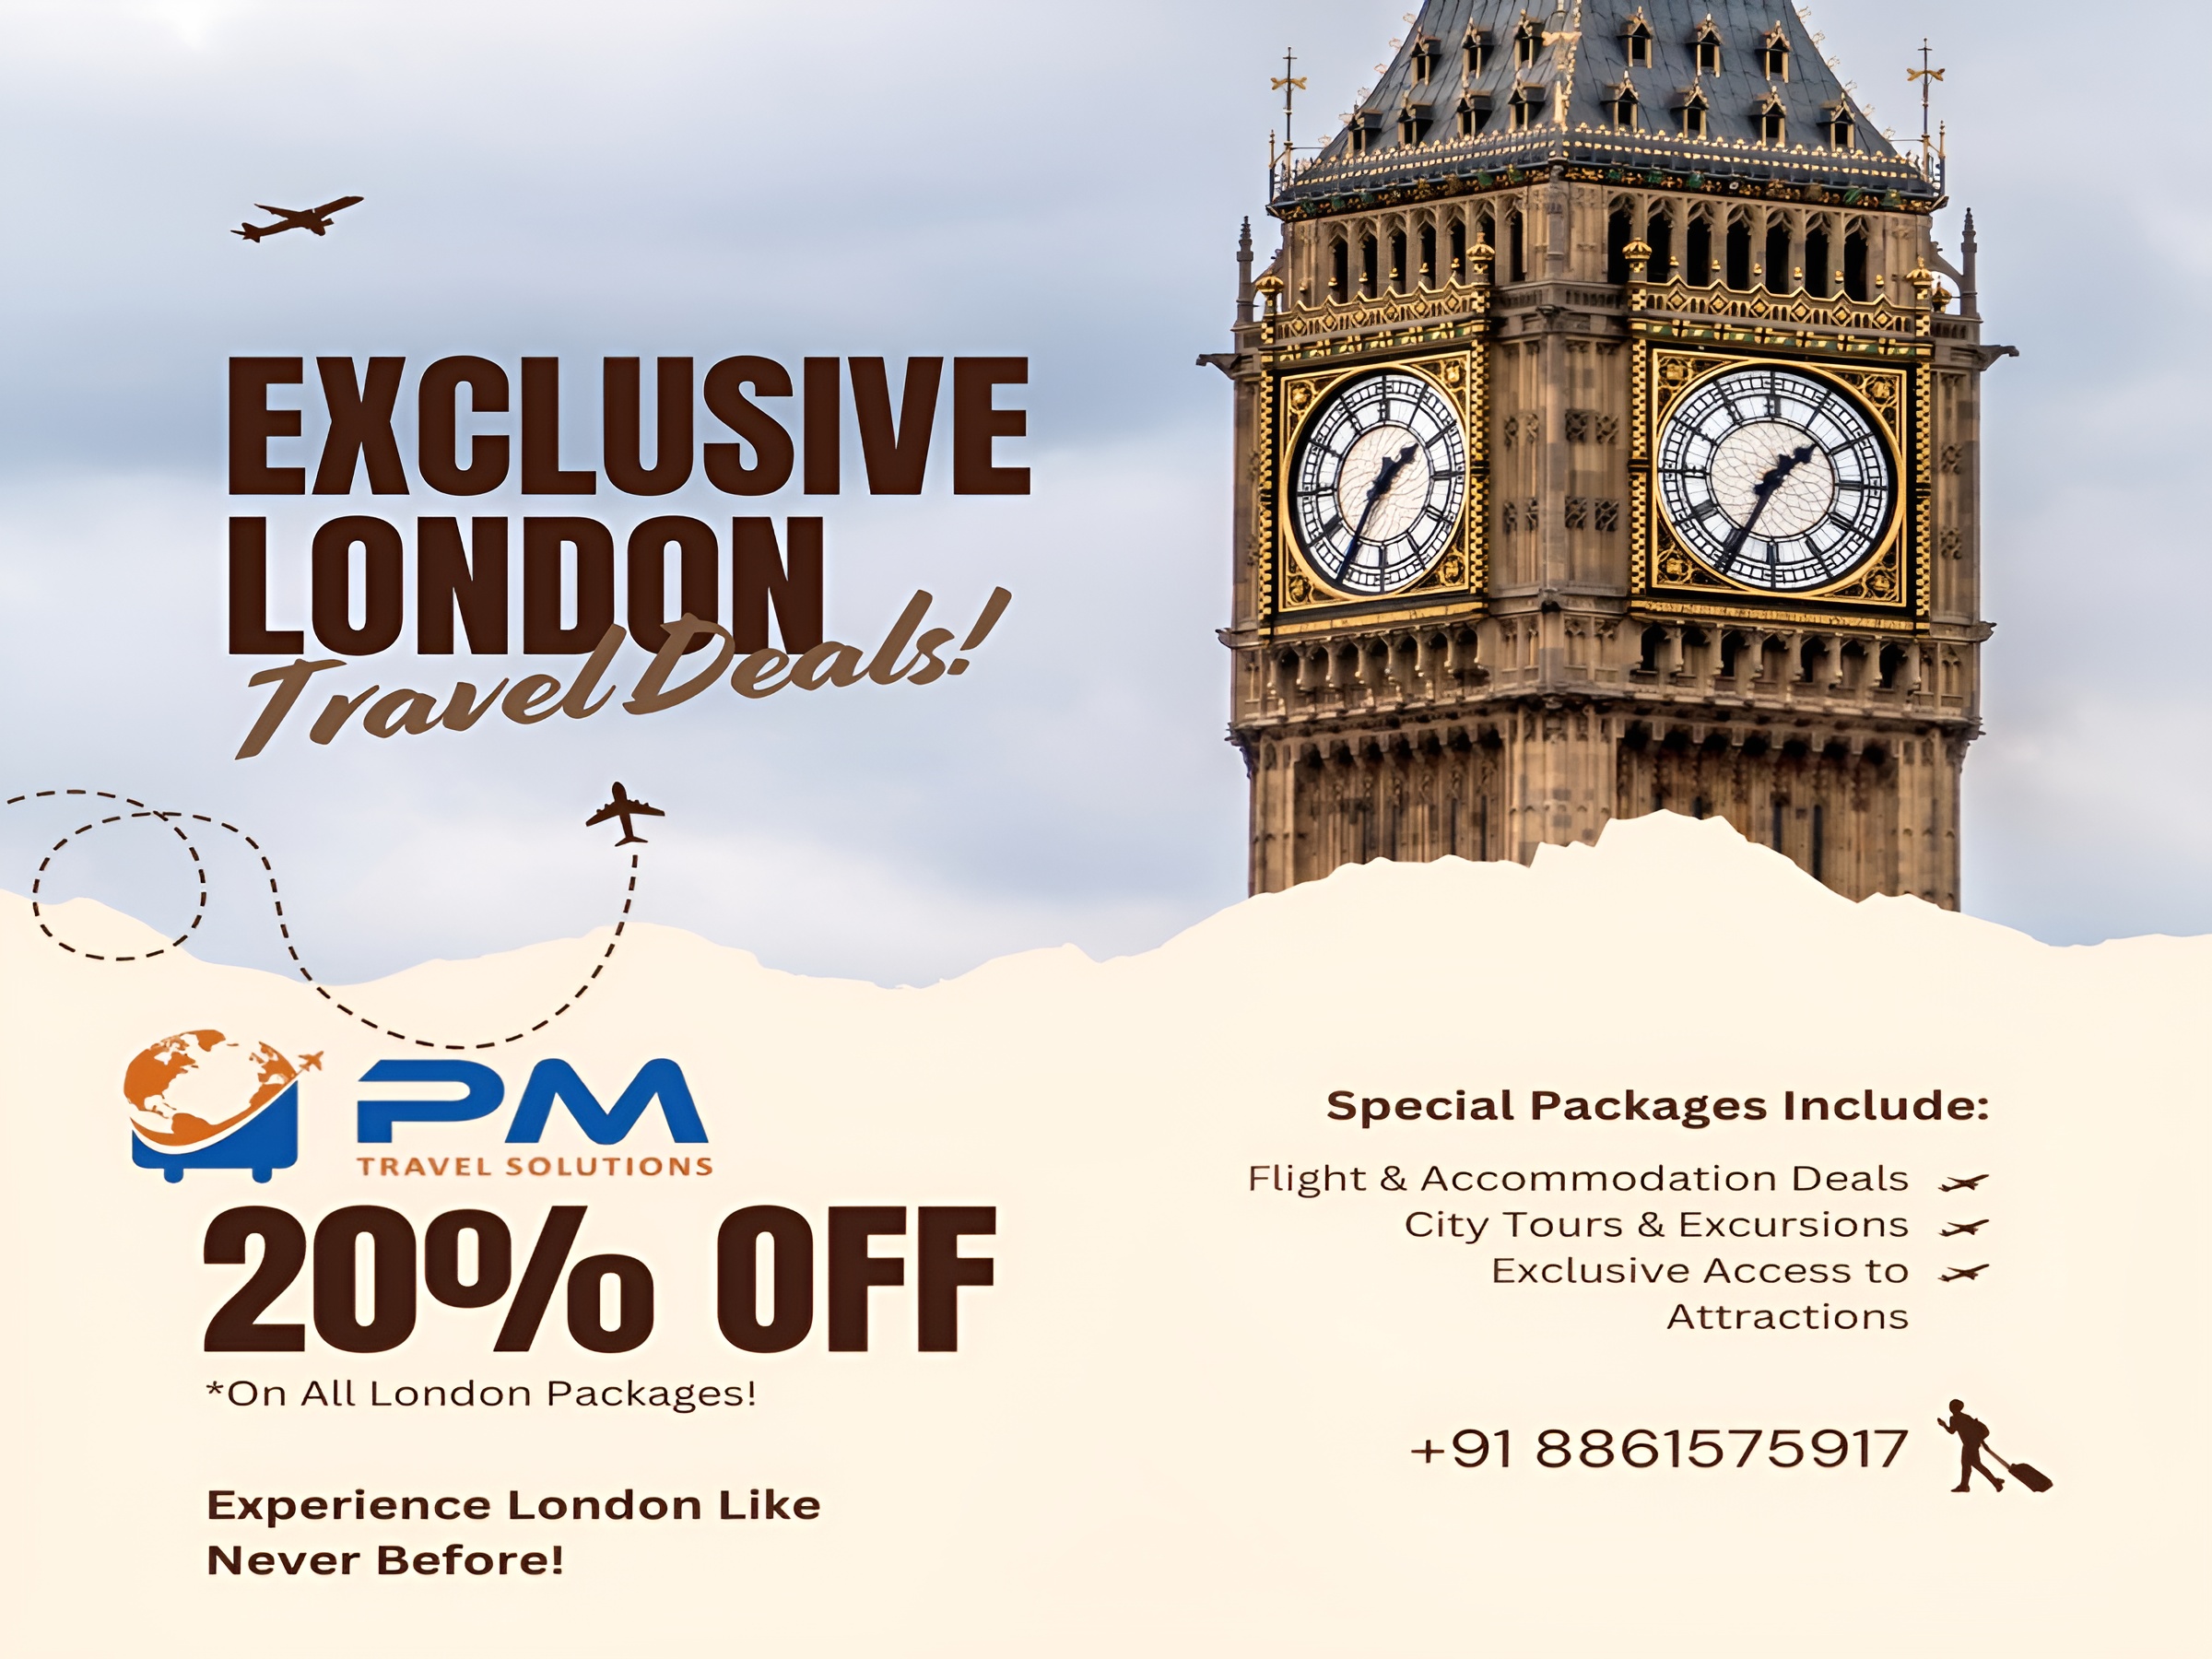 EXCLUSIVE
LONDON
Travel Deals!
PM
TRAVEL SOLUTIONS
20% OFF
*On All London Packages!
Experience London Like
Never Before!
Special Packages Include:
Flight & Accommodation Deals
City Tours & Excursions
Exclusive Access to
Attractions
+91 8861575917